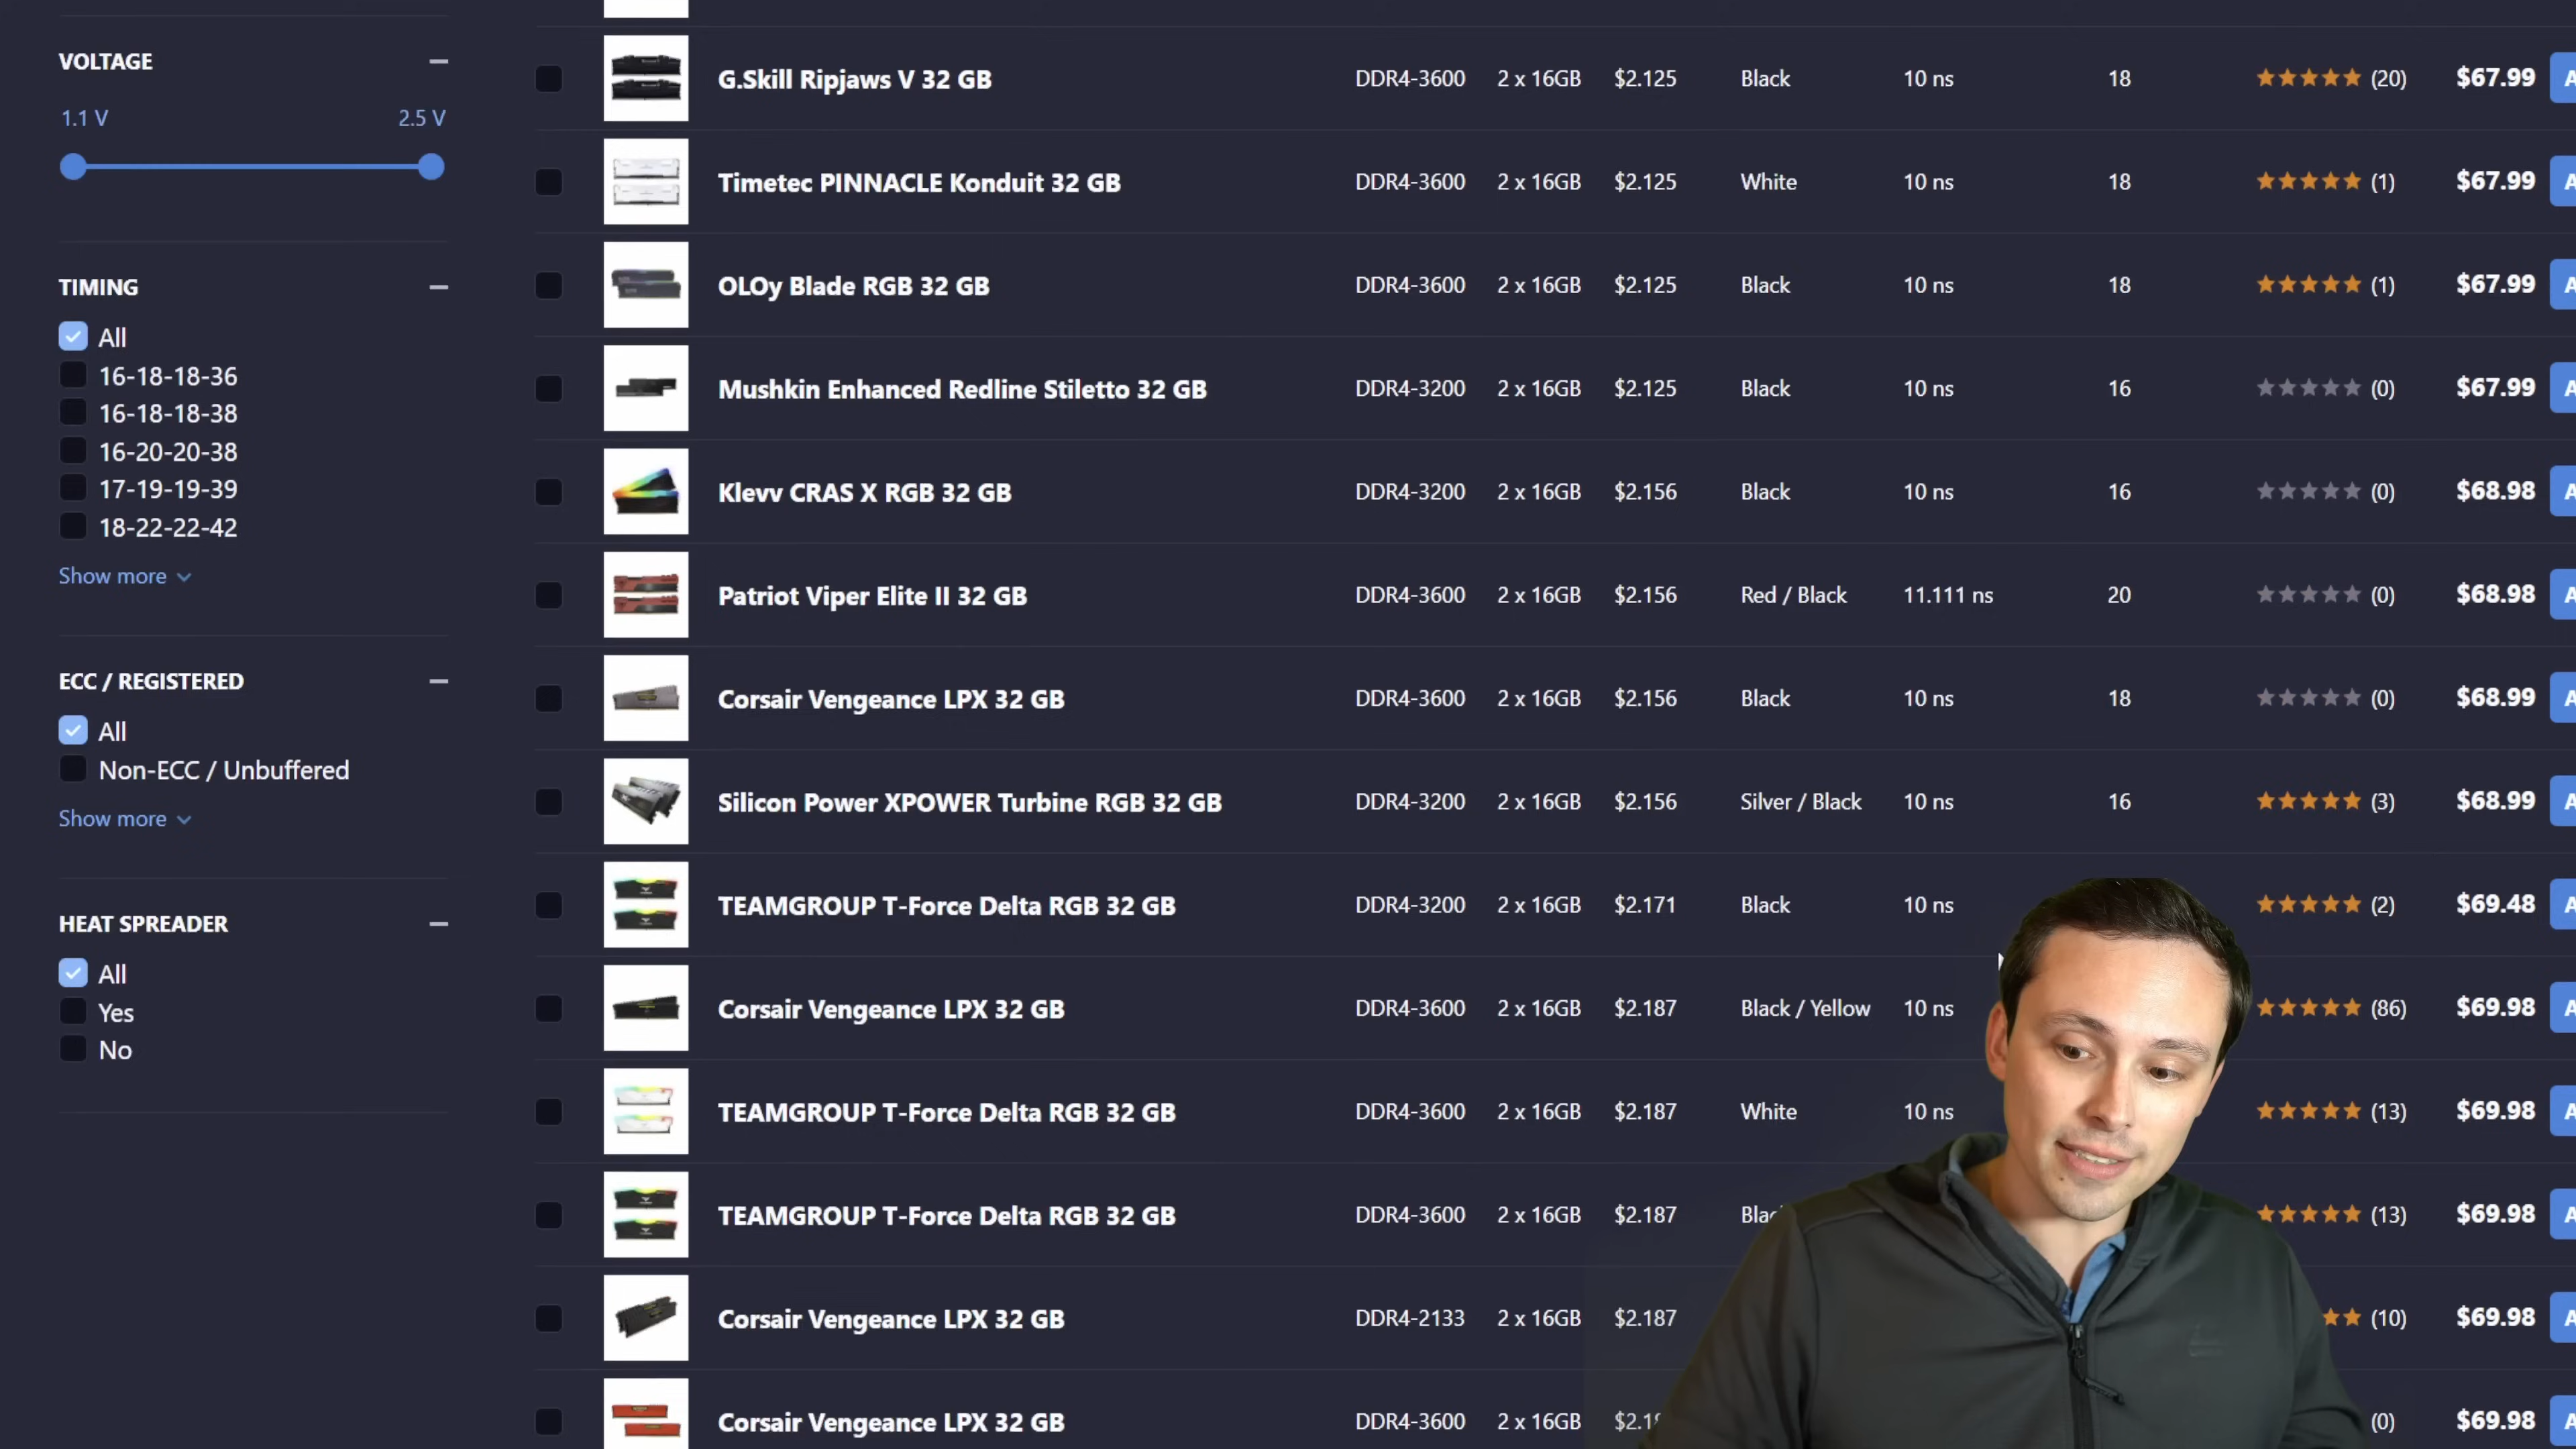 VOLTAGE
1.1 V 2.5 V
TIMING
All
16-18-18-36
16-18-18-38
16-20-20-38
17-19-19-39
18-22-22-42
Show more
ECC / REGISTERED
All
Non-ECC / Unbuffered
Show more
HEAT SPREADER
All
Yes
No
G.Skill Ripjaws V 32 GB DDR4-3600 2 x 16GB $2.125 Black 10 ns 18 (20) $67.99 A
Timetec PINNACLE Konduit 32 GB DDR4-3600 2 x 16GB $2.125 White 10 ns 18 (1) $67.99 A
OLOy Blade RGB 32 GB DDR4-3600 2 x 16GB $2.125 Black 10 ns 18 (1) $67.99 A
Mushkin Enhanced Redline Stiletto 32 GB DDR4-3200 2 x 16GB $2.125 Black 10 ns 16 (0) $67.99 A
Klevv CRAS X RGB 32 GB DDR4-3200 2 x 16GB $2.156 Black 10 ns 16 (0) $68.98 A
Patriot Viper Elite II 32 GB DDR4-3600 2 x 16GB $2.156 Red / Black 11.111 ns 20 (0) $68.98 A
Corsair Vengeance LPX 32 GB DDR4-3600 2 x 16GB $2.156 Black 10 ns 18 (0) $68.99 A
Silicon Power XPOWER Turbine RGB 32 GB DDR4-3200 2 x 16GB $2.156 Silver / Black 10 ns 16 (3) $68.99 A
TEAMGROUP T-Force Delta RGB 32 GB DDR4-3200 2 x 16GB $2.171 Black 10 ns (2) $69.48 A
Corsair Vengeance LPX 32 GB DDR4-3600 2 x 16GB $2.187 Black / Yellow 10 ns (86) $69.98 A
TEAMGROUP T-Force Delta RGB 32 GB DDR4-3600 2 x 16GB $2.187 White 10 ns (13) $69.98 A
TEAMGROUP T-Force Delta RGB 32 GB DDR4-3600 2 x 16GB $2.187 (13) $69.98 A
Corsair Vengeance LPX 32 GB DDR4-2133 2 x 16GB $2.187 (10) $69.98 A
Corsair Vengeance LPX 32 GB DDR4-3600 2 x 16GB (0) $69.98 A